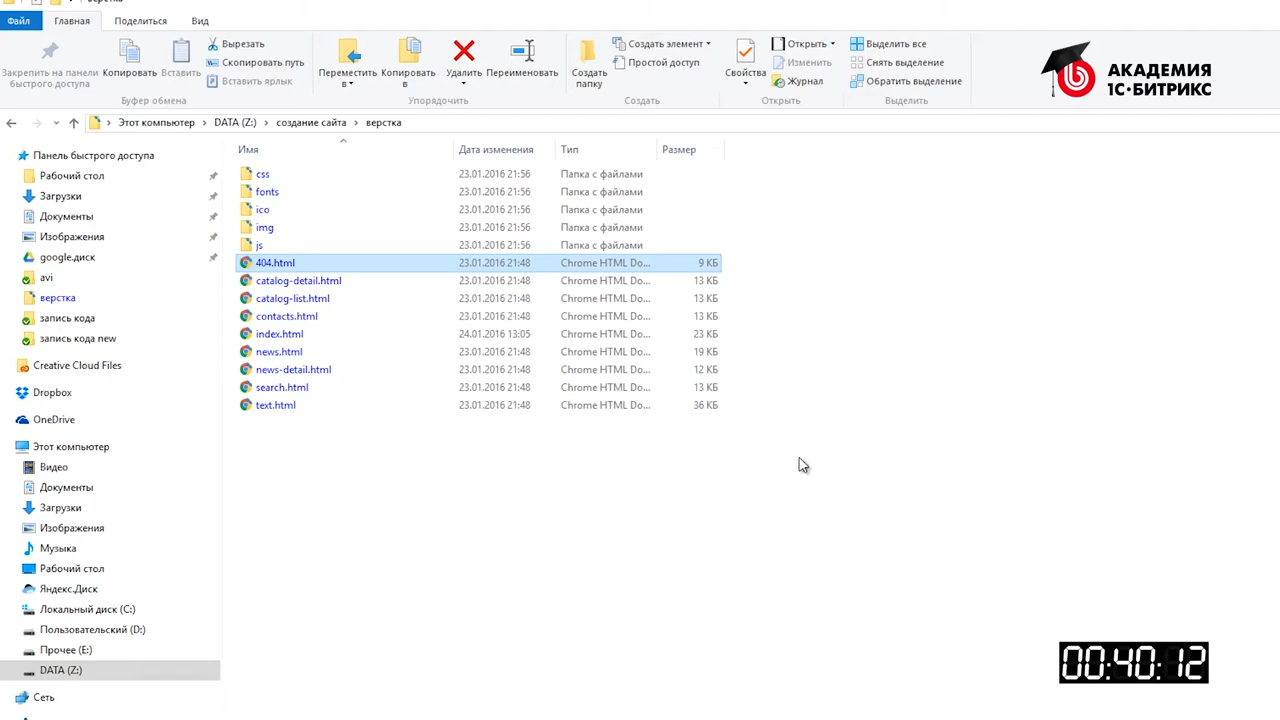 верстка
Файл Главная Поделиться Вид
Закрепить на панели быстрого доступа
Копировать
Вставить
Вырезать
Скопировать путь
Вставить ярлык
Буфер обмена
Переместить в
Копировать в
Удалить
Переименовать
Упорядочить
Создать папку
Создать элемент
Простой доступ
Создать
Свойства
Открыть
Изменить
Журнал
Открыть
Выделить все
Снять выделение
Обратить выделение
Выделить
АКАДЕМИЯ
1С-БИТРИКС
Этот компьютер > DATA (Z:) > создание сайта > верстка
Имя Дата изменения Тип Размер
css 23.01.2016 21:56 Папка с файлами
fonts 23.01.2016 21:56 Папка с файлами
ico 23.01.2016 21:56 Папка с файлами
img 23.01.2016 21:56 Папка с файлами
js 23.01.2016 21:56 Папка с файлами
404.html 23.01.2016 21:48 Chrome HTML Do... 9 КБ
catalog-detail.html 23.01.2016 21:48 Chrome HTML Do... 13 КБ
catalog-list.html 23.01.2016 21:48 Chrome HTML Do... 13 КБ
contacts.html 23.01.2016 21:48 Chrome HTML Do... 13 КБ
index.html 24.01.2016 13:05 Chrome HTML Do... 23 КБ
news.html 23.01.2016 21:48 Chrome HTML Do... 19 КБ
news-detail.html 23.01.2016 21:48 Chrome HTML Do... 12 КБ
search.html 23.01.2016 21:48 Chrome HTML Do... 13 КБ
text.html 23.01.2016 21:48 Chrome HTML Do... 36 КБ
Панель быстрого доступа
Рабочий стол
Загрузки
Документы
Изображения
google.диск
avi
верстка
запись кода
запись кода new
Creative Cloud Files
Dropbox
OneDrive
Этот компьютер
Видео
Документы
Загрузки
Изображения
Музыка
Рабочий стол
Яндекс.Диск
Локальный диск (C:)
Пользовательский (D:)
Прочее (E:)
DATA (Z:)
Сеть
00:40:12